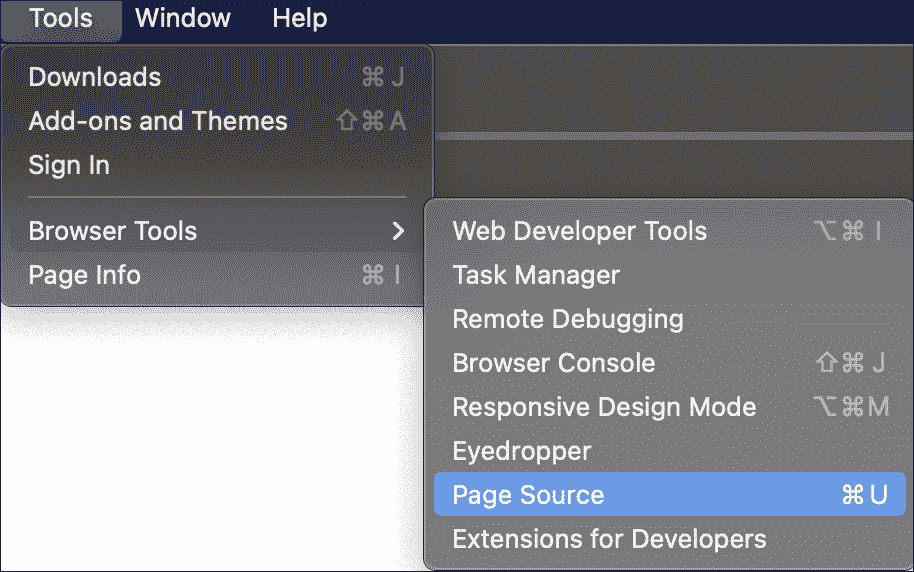 Tools Window Help
Downloads ⌘ J
Add-ons and Themes ⇧ ⌘ A
Sign In
Browser Tools >
Page Info ⌘ I
Web Developer Tools ⌥ ⌘ I
Task Manager
Remote Debugging
Browser Console ⇧ ⌘ J
Responsive Design Mode ⌥ ⌘ M
Eyedropper
Page Source ⌘ U
Extensions for Developers